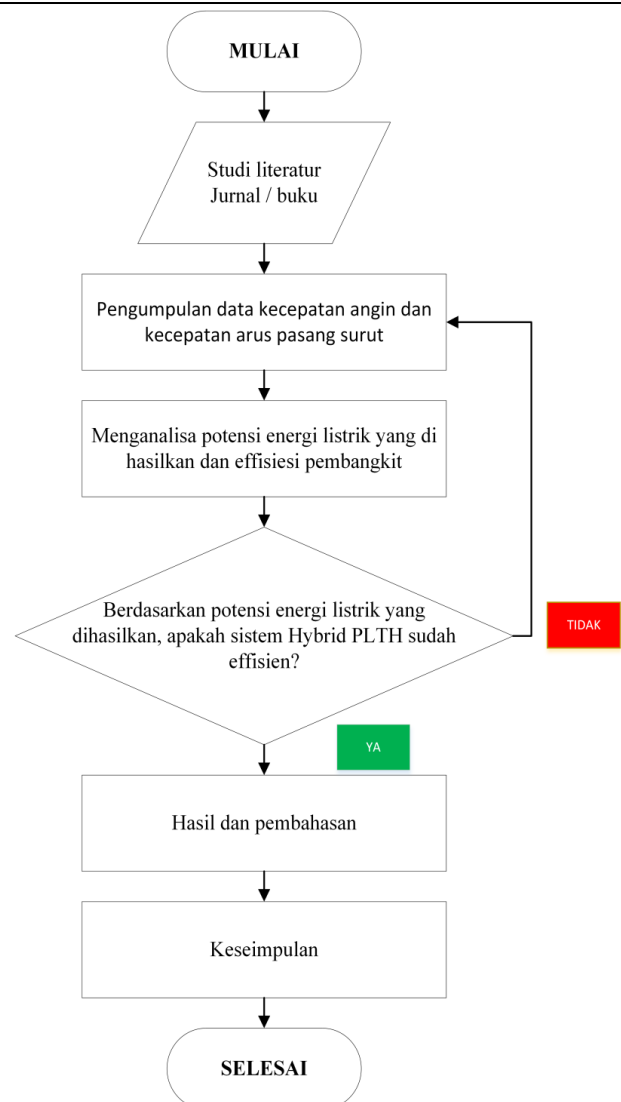 MULAI
Studi literatur
Jurnal / buku
Pengumpulan data kecepatan angin dan
kecepatan arus pasang surut
Menganalisa potensi energi listrik yang di
hasilkan dan effisiesi pembangkit
Berdasarkan potensi energi listrik yang
dihasilkan, apakah sistem Hybrid PLTH sudah
effisien?
TIDAK
YA
Hasil dan pembahasan
Keseimpulan
SELESAI